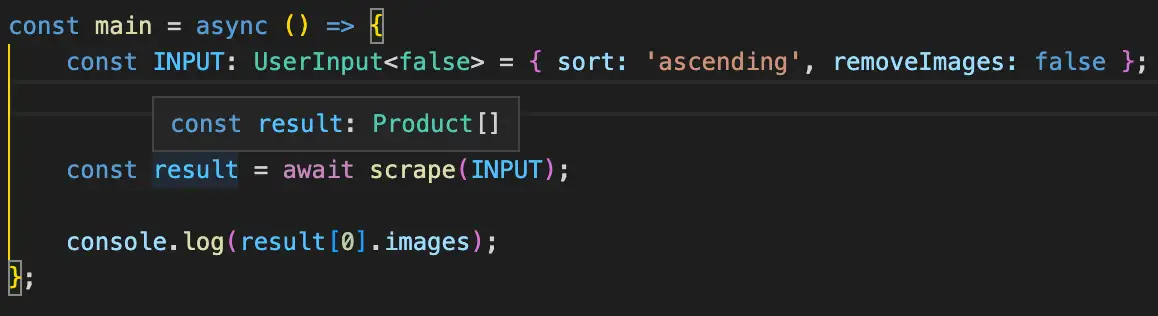 const main = async () => {
    const INPUT: UserInput<false> = { sort: 'ascending', removeImages: false };
const result: Product[]
    const result = await scrape(INPUT);
    console.log(result[0].images);
};